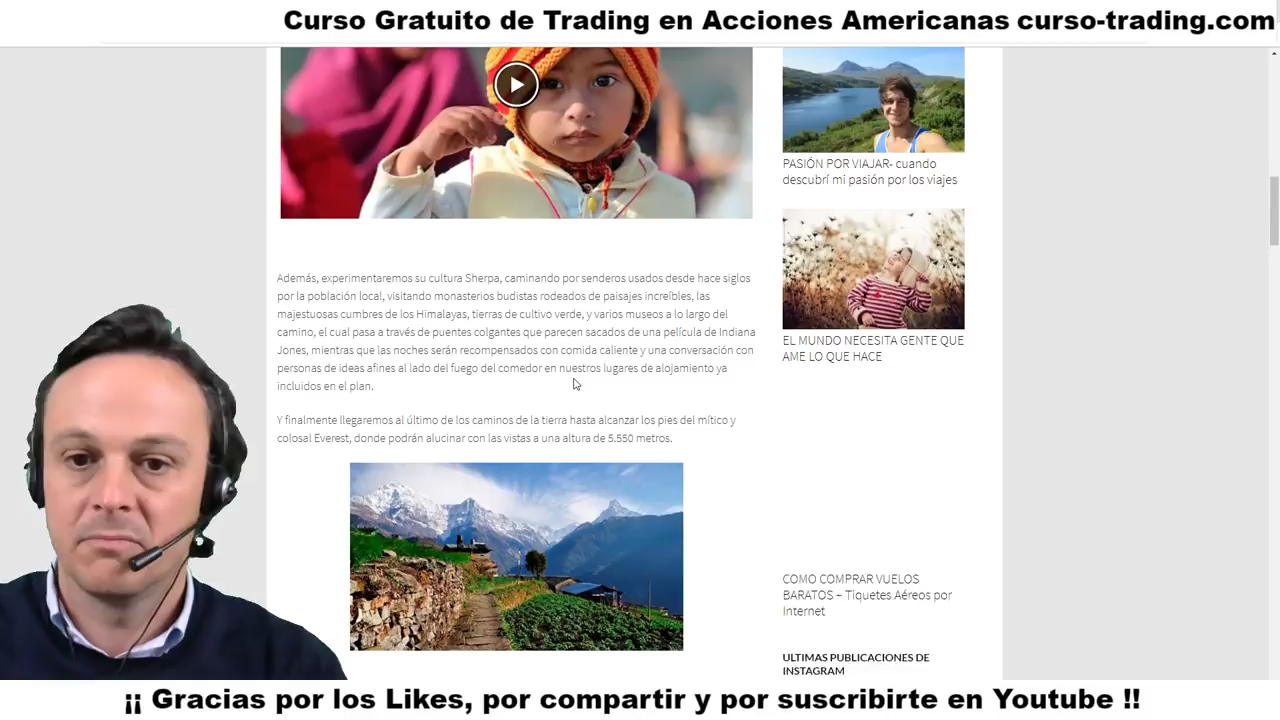 Curso Gratuito de Trading en Acciones Americanas curso-trading.com
Además, experimentaremos su cultura Sherpa, caminando por senderos usados desde hace siglos
por la población local, visitando monasterios budistas rodeados de paisajes increíbles, las
majestuosas cumbres de los Himalayas, tierras de cultivo verde, y varios museos a lo largo del
camino, el cual pasa a través de puentes colgantes que parecen sacados de una película de Indiana
Jones, mientras que las noches serán recompensados con comida caliente y una conversación con
personas de ideas afines al lado del fuego del comedor en nuestros lugares de alojamiento ya
incluidos en el plan.
Y finalmente llegaremos al último de los caminos de la tierra hasta alcanzar los pies del mítico y
colosal Everest, donde podrán alucinar con las vistas a una altura de 5.550 metros.
PASIÓN POR VIAJAR- cuando
descubrí mi pasión por los viajes
EL MUNDO NECESITA GENTE QUE
AME LO QUE HACE
COMO COMPRAR VUELOS
BARATOS – Tiquetes Aéreos por
Internet
ULTIMAS PUBLICACIONES DE
INSTAGRAM
¡¡ Gracias por los Likes, por compartir y por suscribirte en Youtube !!